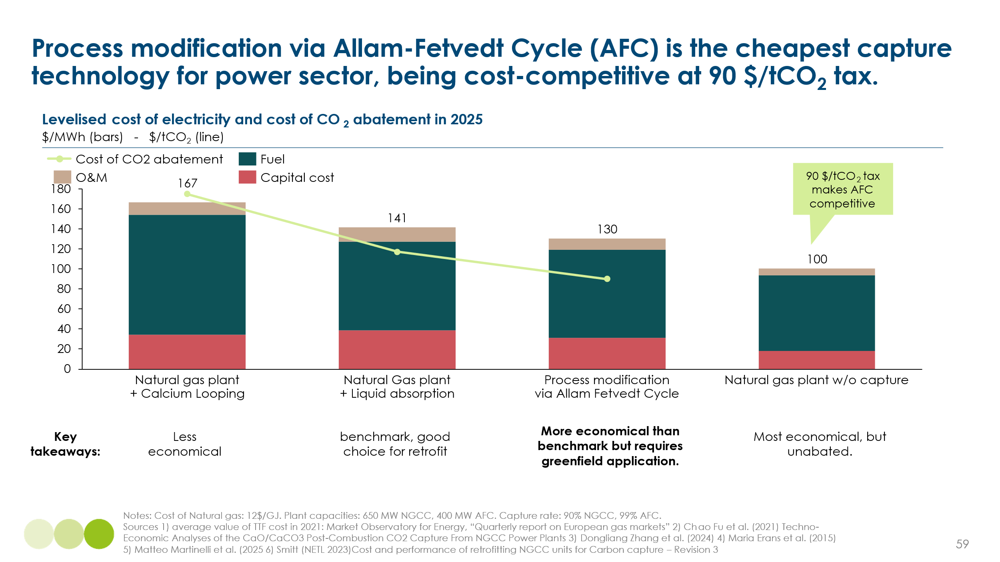 Process modification via Allam-Fetvedt Cycle (AFC) is the cheapest capture
technology for power sector, being cost-competitive at 90 $/tCO2 tax.
Levelised cost of electricity and cost of CO 2 abatement in 2025
$/MWh (bars) - $/tCO2 (line)
Cost of CO2 abatement
Fuel
O&M
Capital cost
180
160
140
120
100
80
60
40
20
0
167
141
130
100
90 $/tCO2 tax
makes AFC
competitive
Natural gas plant
+ Calcium Looping
Natural Gas plant
+ Liquid absorption
Process modification
via Allam Fetvedt Cycle
Natural gas plant w/o capture
Key
takeaways:
Less
economical
benchmark, good
choice for retrofit
More economical than
benchmark but requires
greenfield application.
Most economical, but
unabated.
Notes: Cost of Natural gas: 12$/GJ. Plant capacities: 650 MW NGCC, 400 MW AFC. Capture rate: 90% NGCC, 99% AFC.
Sources 1) average value of TTF cost in 2021: Market Observatory for Energy, “Quarterly report on European gas markets” 2) Chao Fu et al. (2021) Techno-
Economic Analyses of the CaO/CaCO3 Post-Combustion CO2 Capture From NGCC Power Plants 3) Dongliang Zhang et al. (2024) 4) Maria Erans et al. (2015)
5) Matteo Martinelli et al. (2025 6) Smitt (NETL 2023)Cost and performance of retrofitting NGCC units for Carbon capture – Revision 3
59